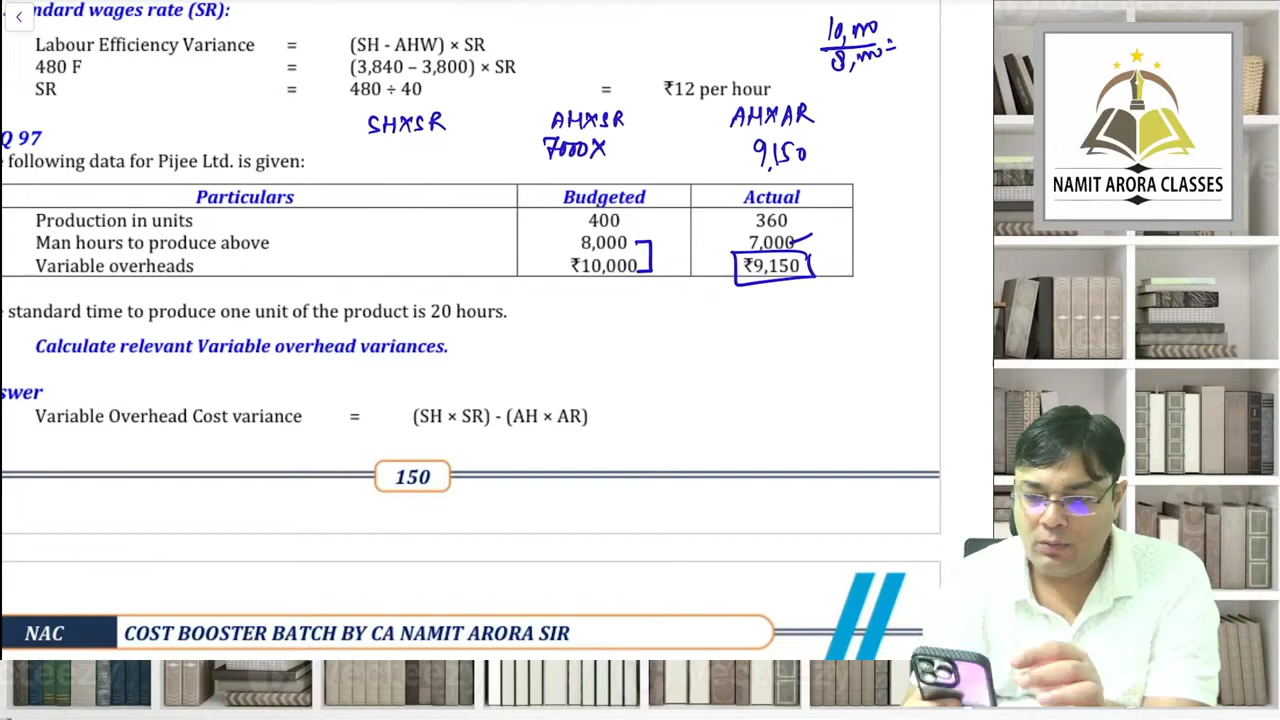 andard wages rate (SR):
Labour Efficiency Variance = (SH - AHW) × SR
480 F = (3,840 – 3,800) × SR
SR = 480 ÷ 40 = ₹12 per hour
10,000
8,000 =
SH×SR AH×SR AH×AR
7000× 9,150
Q 97
following data for Pijee Ltd. is given:
Particulars Budgeted Actual
Production in units 400 360
Man hours to produce above 8,000 7,000
Variable overheads ₹10,000 ₹9,150
standard time to produce one unit of the product is 20 hours.
Calculate relevant Variable overhead variances.
swer
Variable Overhead Cost variance = (SH × SR) - (AH × AR)
150
NAC COST BOOSTER BATCH BY CA NAMIT ARORA SIR
NAMIT ARORA CLASSES